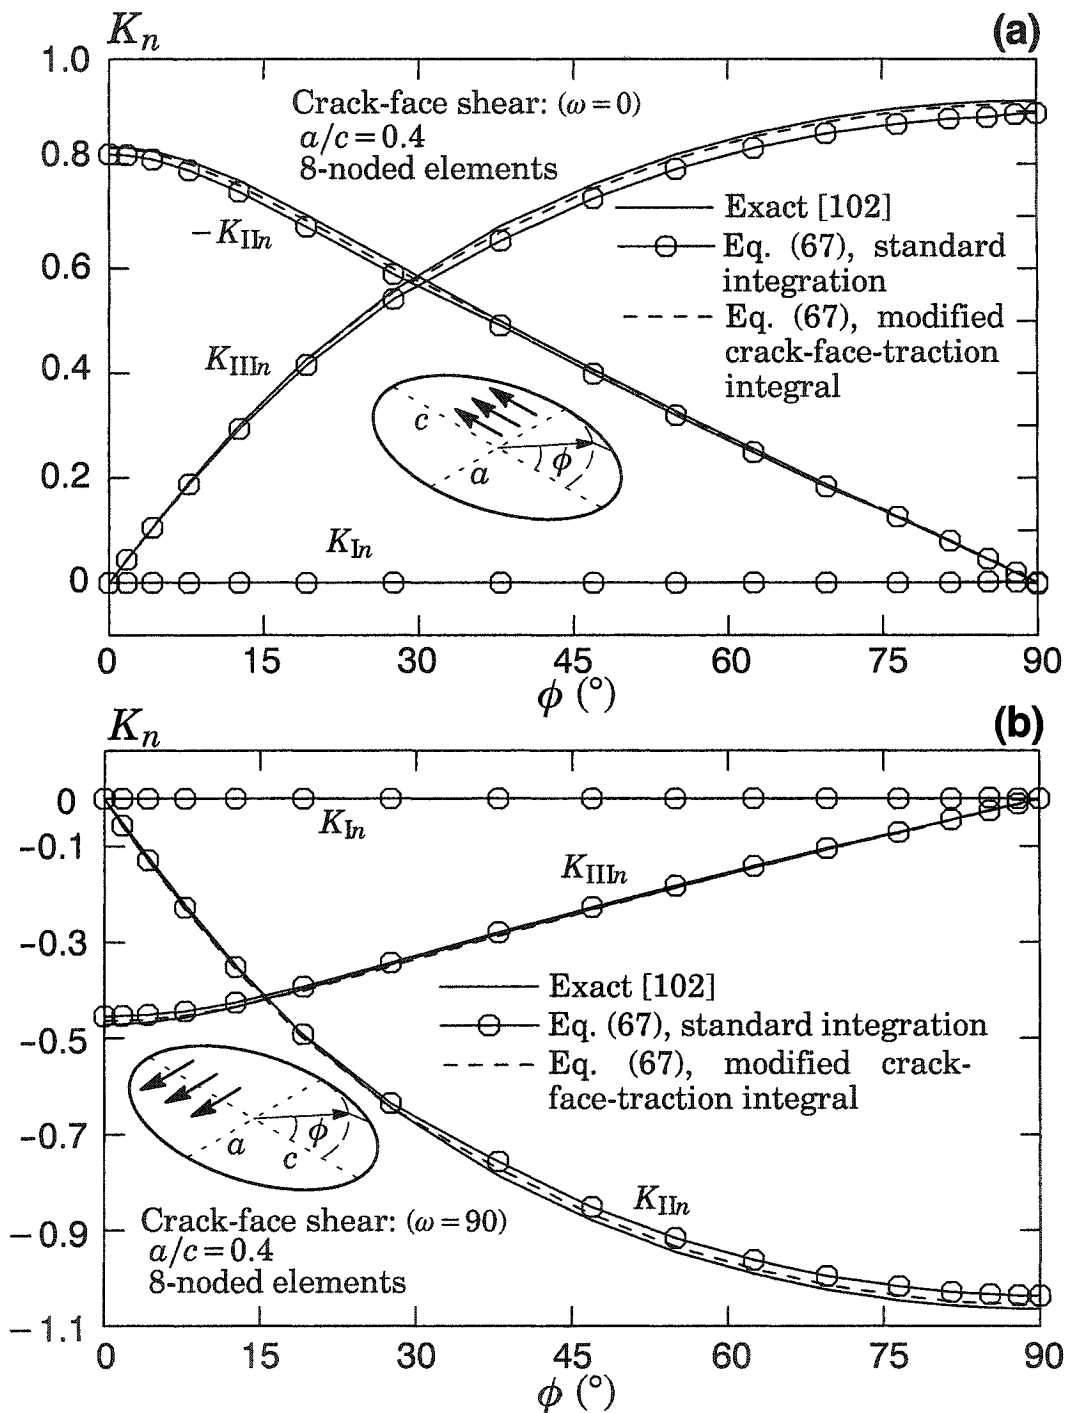 Kₙ
(a)
1.0
0.8
0.6
0.4
0.2
0
Crack-face shear: (ω = 0)
a/c = 0.4
8-noded elements
−K_IIn
K_IIIn
K_In
Exact [102]
Eq. (67), standard
integration
Eq. (67), modified
crack-face-traction
integral
c
a
ϕ
0 15 30 45 60 75 90
ϕ (°)
Kₙ
(b)
0
−0.1
−0.3
−0.5
−0.7
−0.9
−1.1
K_In
K_IIIn
K_IIn
Exact [102]
Eq. (67), standard integration
Eq. (67), modified crack-
face-traction integral
a
c
ϕ
Crack-face shear: (ω = 90)
a/c = 0.4
8-noded elements
0 15 30 45 60 75 90
ϕ (°)